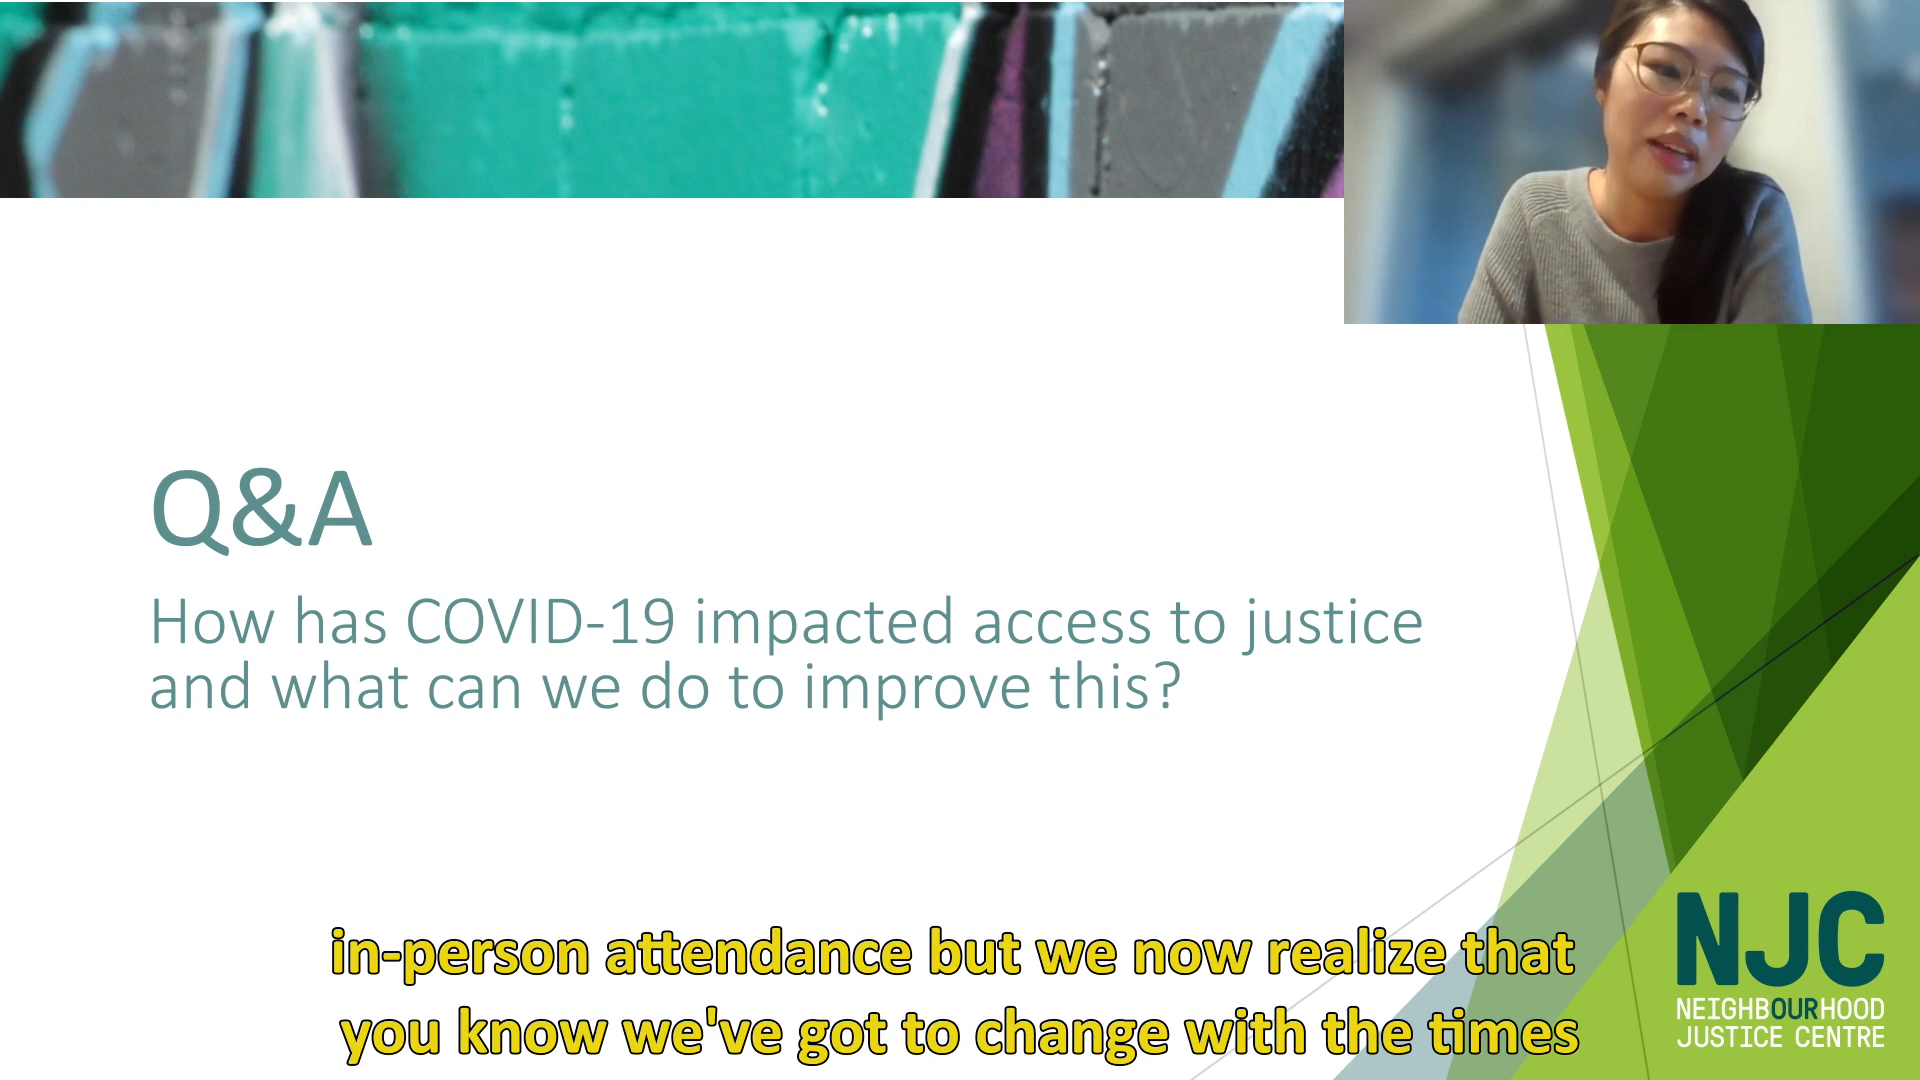 Q&A
How has COVID-19 impacted access to justice
and what can we do to improve this?
in-person attendance but we now realize that
you know we've got to change with the times
NJC
NEIGHBOURHOOD
JUSTICE CENTRE